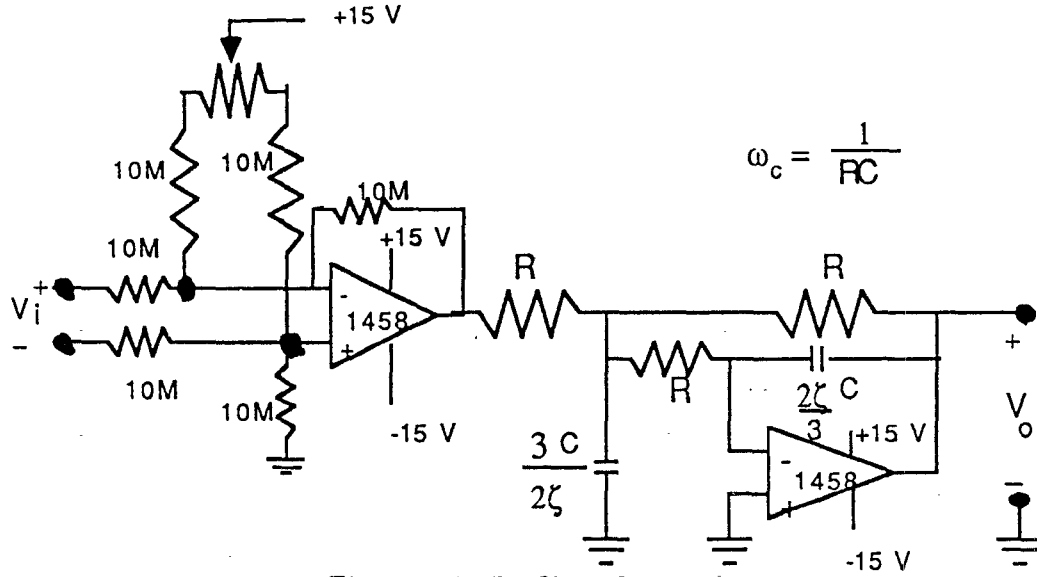 +15 V
10M
10M
ω_c = 1/RC
10M
10M
+15 V
V_i
+
-
-
1458
+
R
R
10M
10M
-15 V
R
2ζ/3 C
3 C/2ζ
+15 V
-
1458
+
-15 V
+
V_o
-